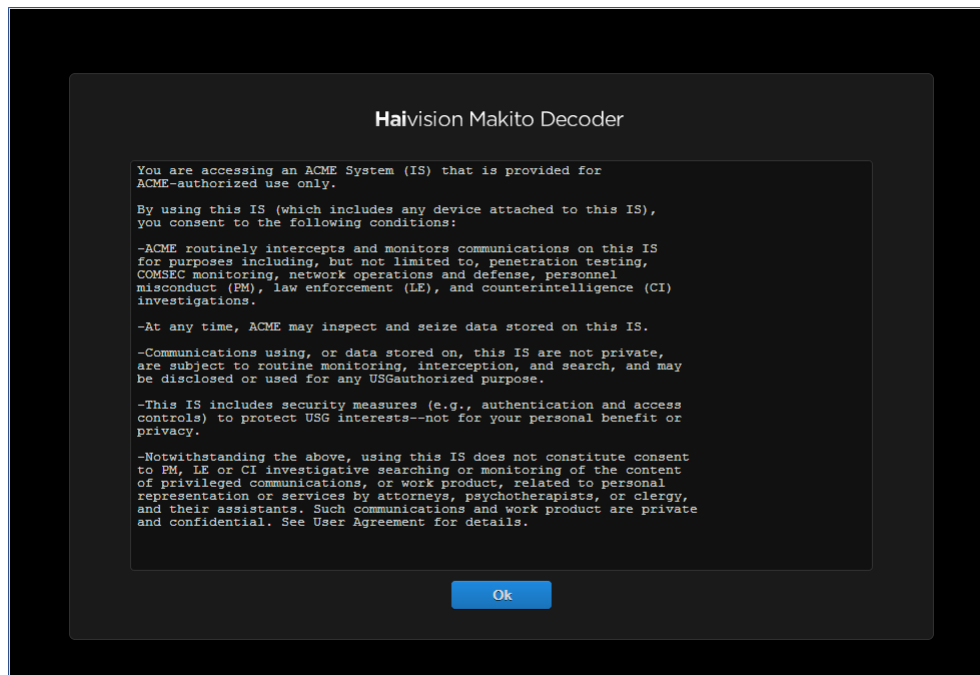 Haivision Makito Decoder
You are accessing an ACME System (IS) that is provided for
ACME-authorized use only.
By using this IS (which includes any device attached to this IS),
you consent to the following conditions:
-ACME routinely intercepts and monitors communications on this IS
for purposes including, but not limited to, penetration testing,
COMSEC monitoring, network operations and defense, personnel
misconduct (PM), law enforcement (LE), and counterintelligence (CI)
investigations.
-At any time, ACME may inspect and seize data stored on this IS.
-Communications using, or data stored on, this IS are not private,
are subject to routine monitoring, interception, and search, and may
be disclosed or used for any USGauthorized purpose.
-This IS includes security measures (e.g., authentication and access
controls) to protect USG interests--not for your personal benefit or
privacy.
-Notwithstanding the above, using this IS does not constitute consent
to PM, LE or CI investigative searching or monitoring of the content
of privileged communications, or work product, related to personal
representation or services by attorneys, psychotherapists, or clergy,
and their assistants. Such communications and work product are private
and confidential. See User Agreement for details.
Ok